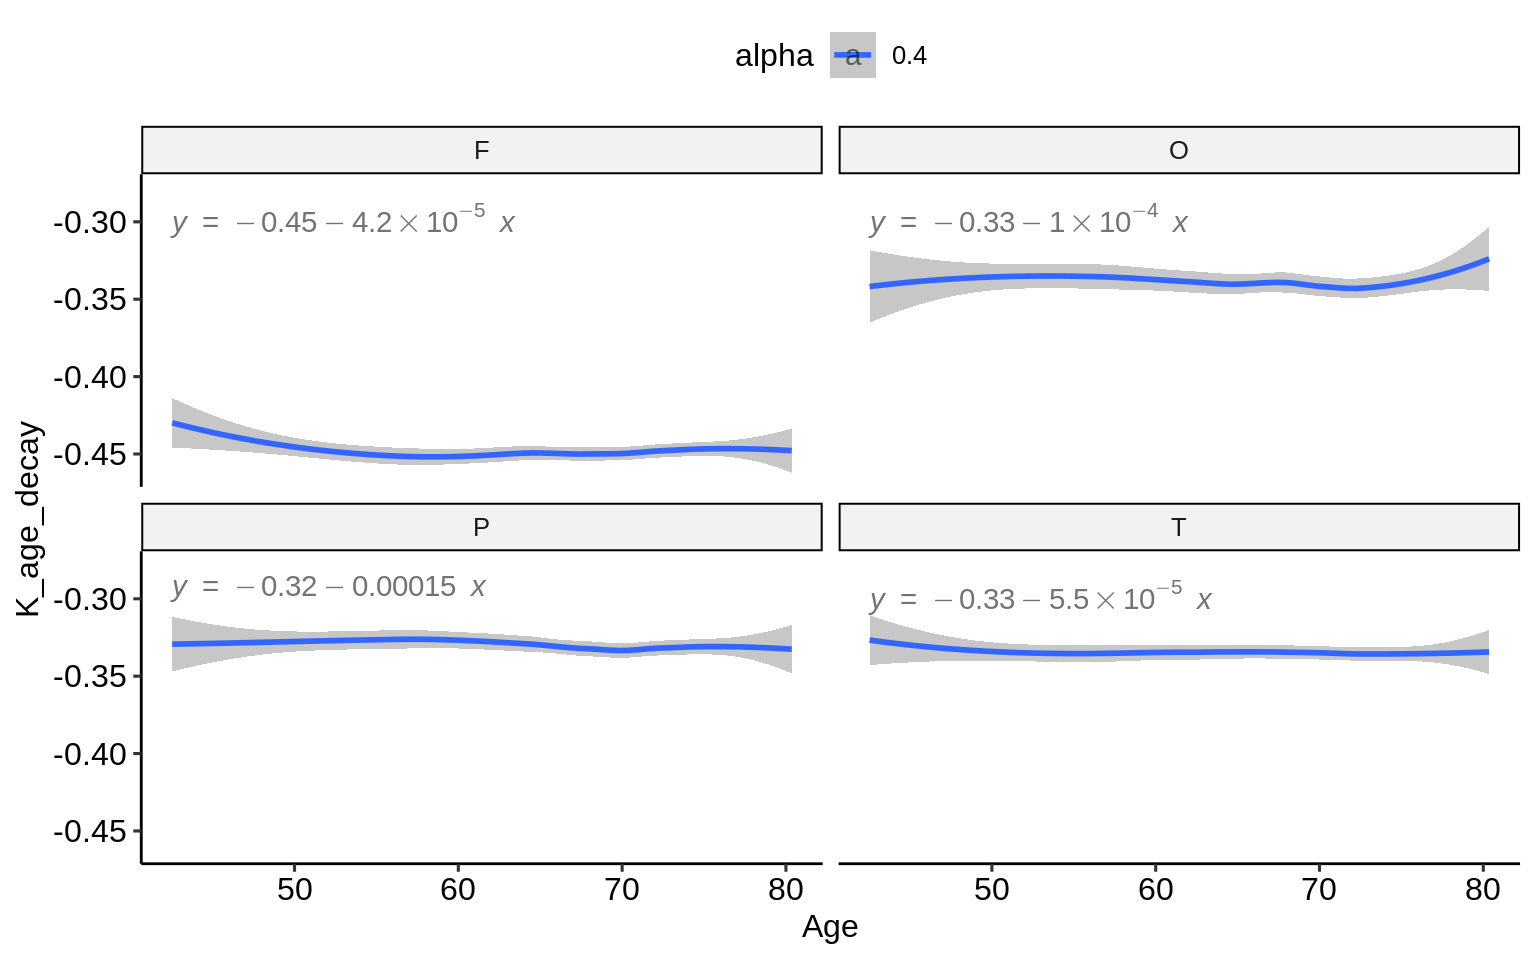 alpha a 0.4
F
O
y = −0.45 − 4.2 × 10⁻⁵ x
y = −0.33 − 1 × 10⁻⁴ x
-0.30
-0.35
-0.40
-0.45
K_age_decay
P
T
y = −0.32 − 0.00015 x
y = −0.33 − 5.5 × 10⁻⁵ x
-0.30
-0.35
-0.40
-0.45
50 60 70 80
50 60 70 80
Age